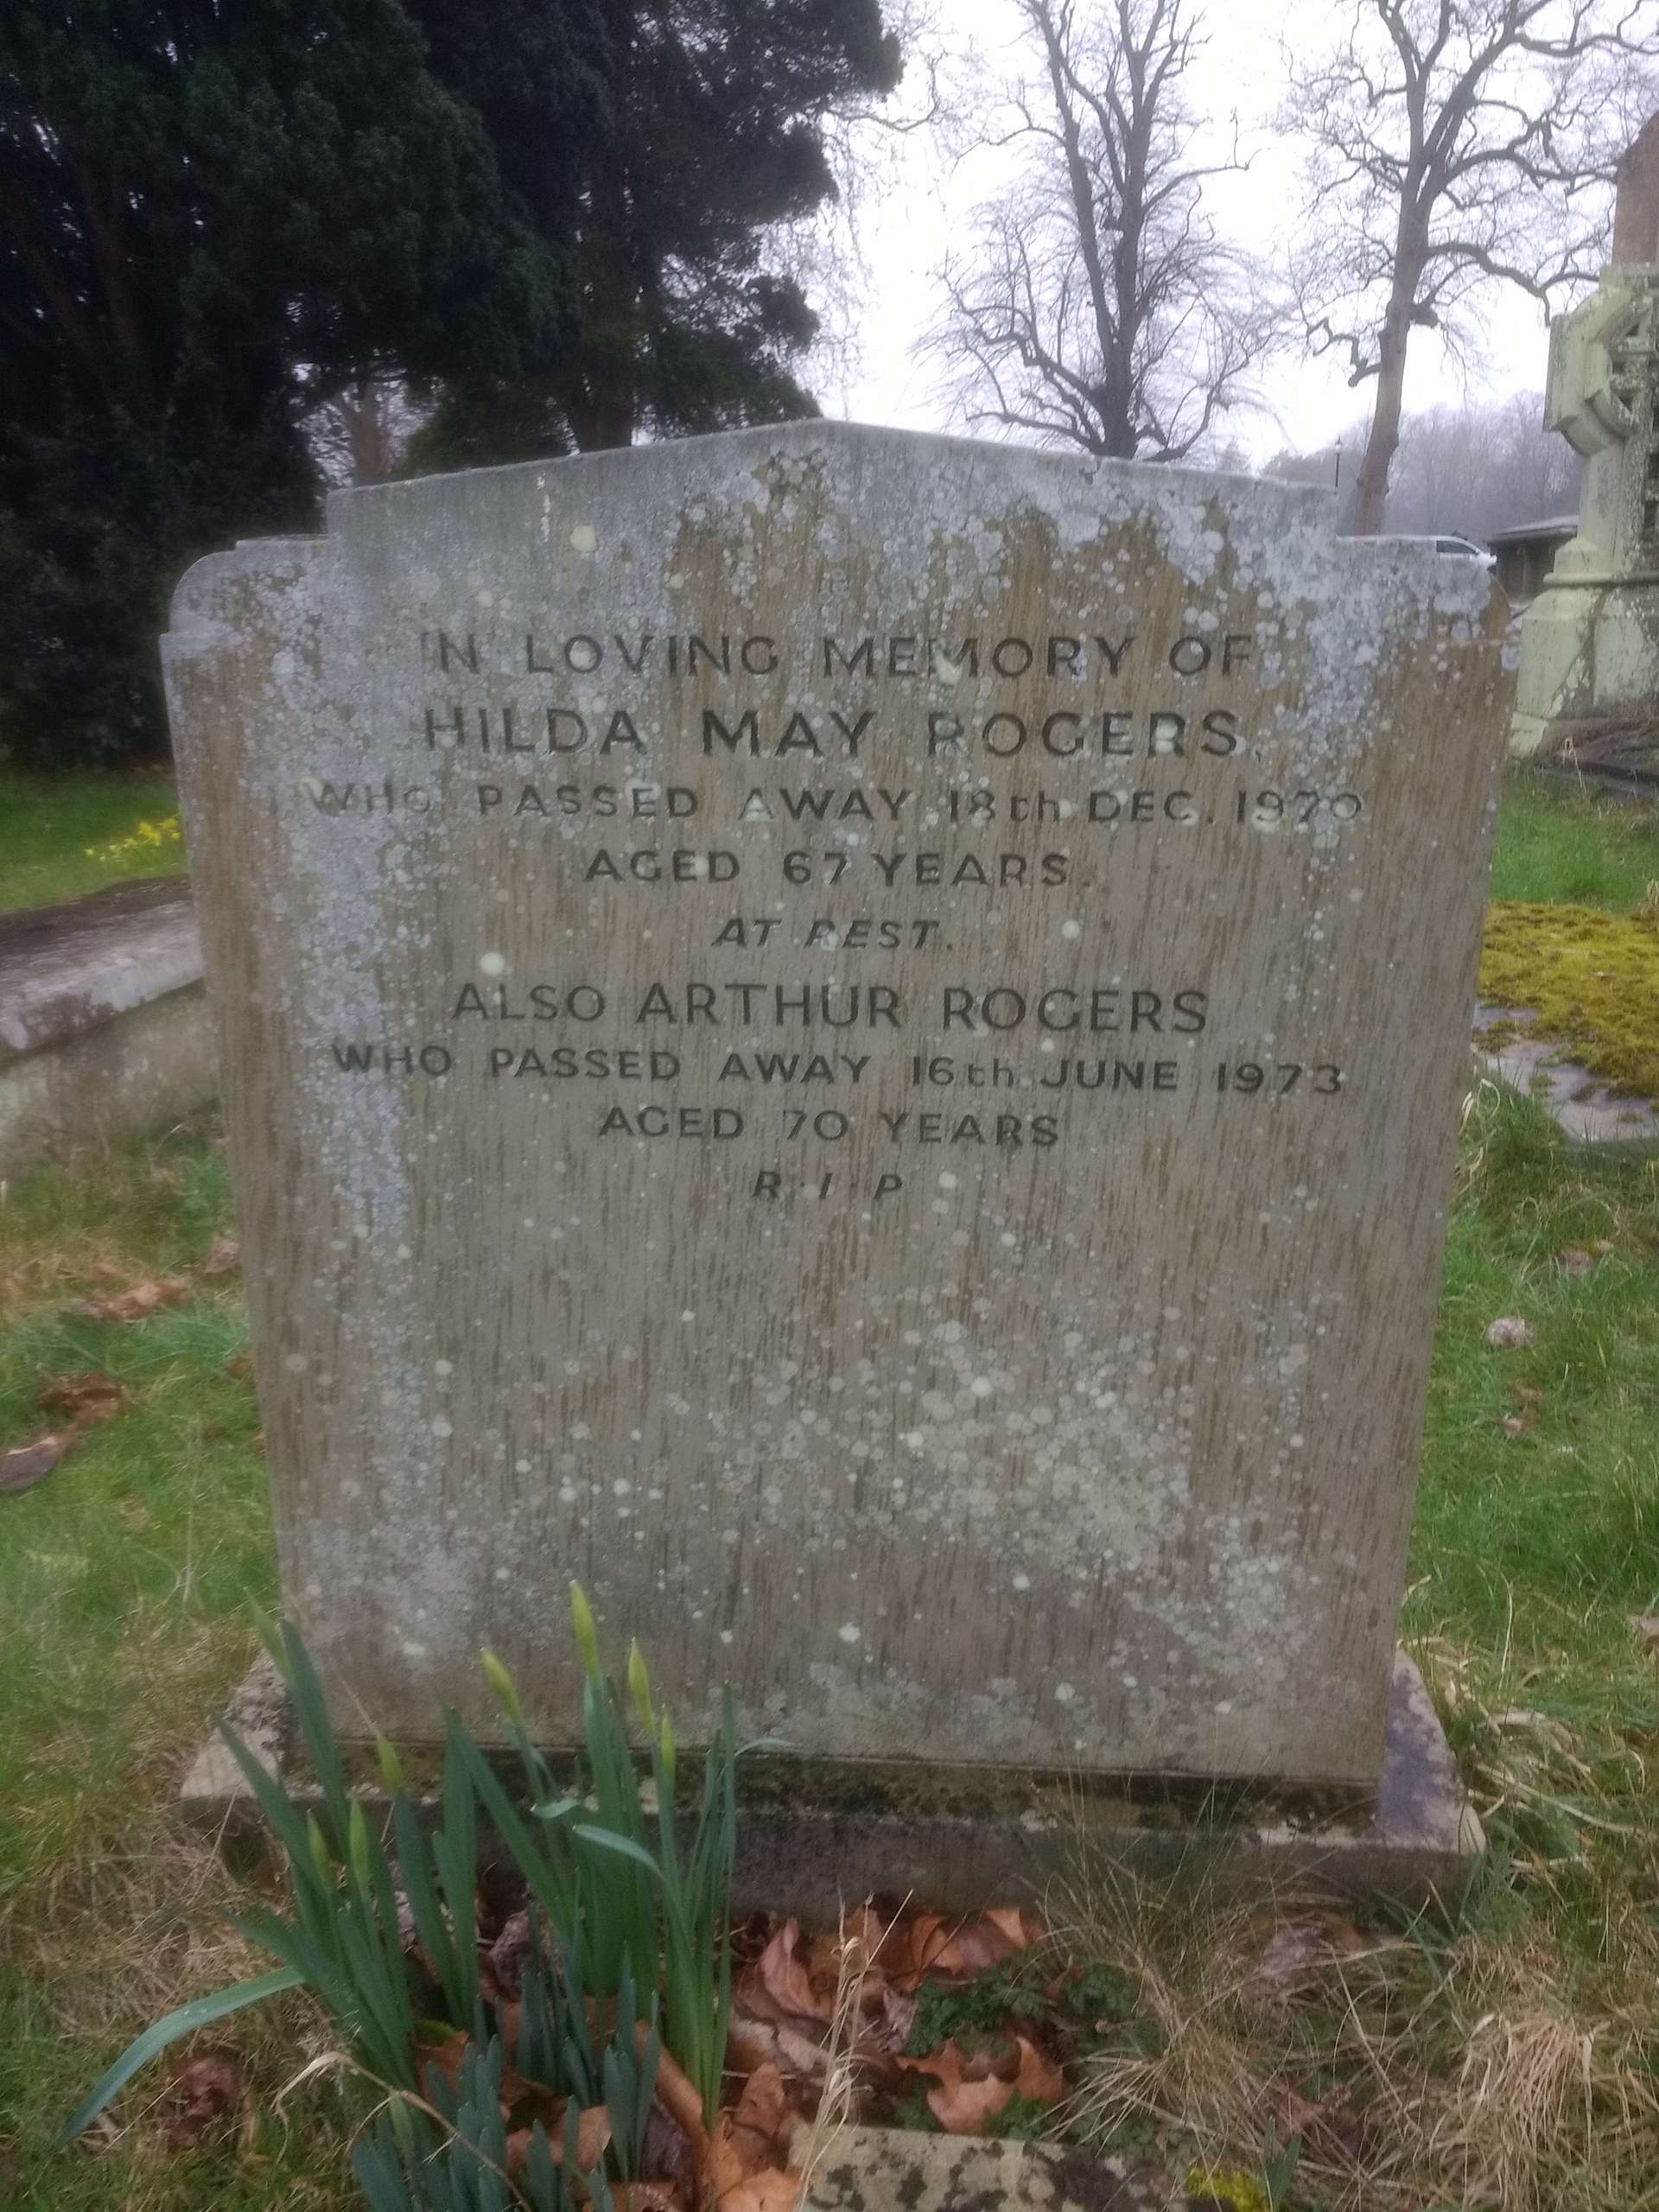 IN LOVING MEMORY OF
HILDA MAY ROGERS,
WHO PASSED AWAY 18th DEC. 1970
AGED 67 YEARS.
AT REST.
ALSO ARTHUR ROGERS
WHO PASSED AWAY 16th JUNE 1973
AGED 70 YEARS
R·I·P